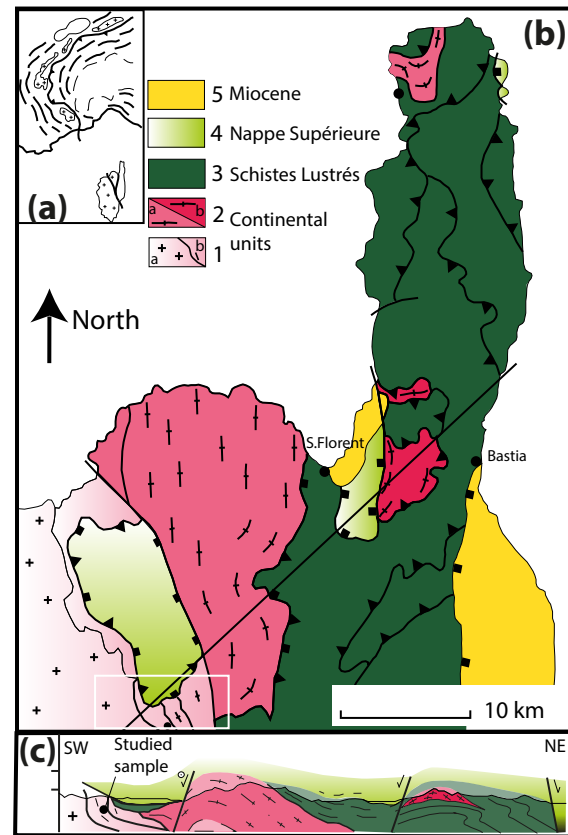 (a)
(b)
5 Miocene
4 Nappe Supérieure
3 Schistes Lustrés
a b 2 Continental
units
a b 1
North
S.Florent
Bastia
10 km
(c) SW Studied
sample
NE